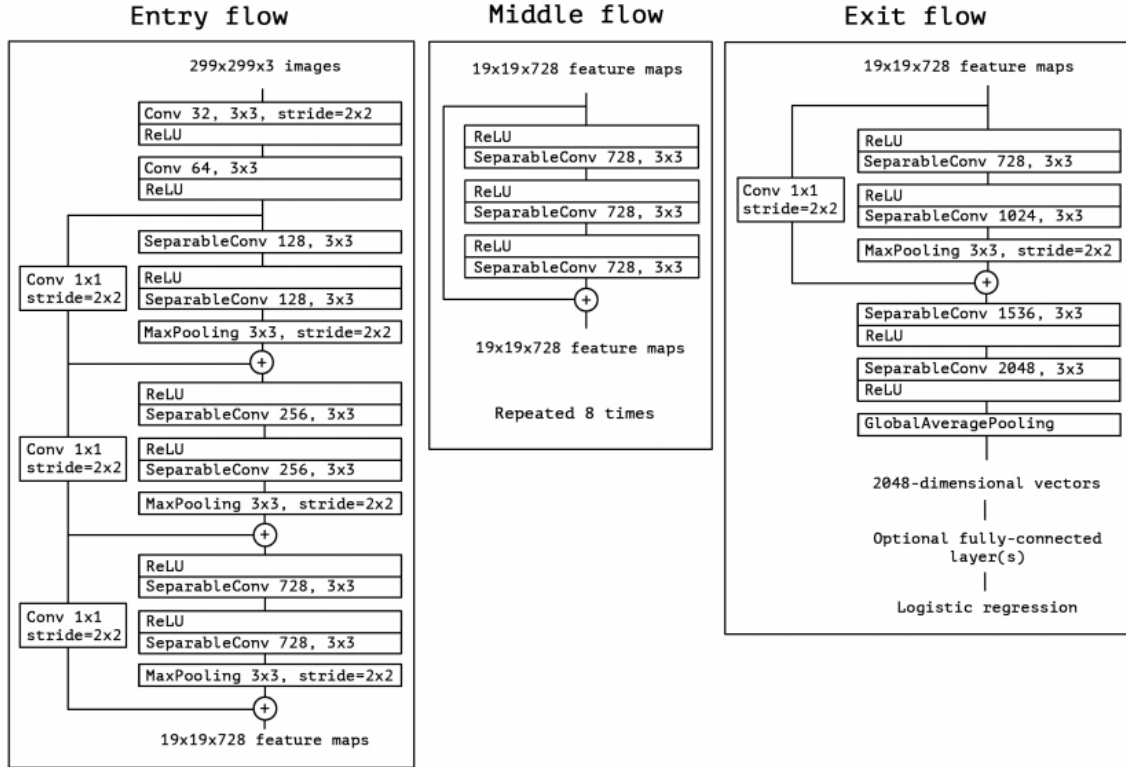 Entry flow
299x299x3 images
Conv 32, 3x3, stride=2x2
ReLU
Conv 64, 3x3
ReLU
SeparableConv 128, 3x3
Conv 1x1
stride=2x2
ReLU
SeparableConv 128, 3x3
MaxPooling 3x3, stride=2x2
+
ReLU
SeparableConv 256, 3x3
Conv 1x1
stride=2x2
ReLU
SeparableConv 256, 3x3
MaxPooling 3x3, stride=2x2
+
ReLU
SeparableConv 728, 3x3
Conv 1x1
stride=2x2
ReLU
SeparableConv 728, 3x3
MaxPooling 3x3, stride=2x2
+
19x19x728 feature maps
Middle flow
19x19x728 feature maps
ReLU
SeparableConv 728, 3x3
ReLU
SeparableConv 728, 3x3
ReLU
SeparableConv 728, 3x3
+
19x19x728 feature maps
Repeated 8 times
Exit flow
19x19x728 feature maps
ReLU
SeparableConv 728, 3x3
Conv 1x1
stride=2x2
ReLU
SeparableConv 1024, 3x3
MaxPooling 3x3, stride=2x2
+
SeparableConv 1536, 3x3
ReLU
SeparableConv 2048, 3x3
ReLU
GlobalAveragePooling
2048-dimensional vectors
Optional fully-connected
layer(s)
Logistic regression